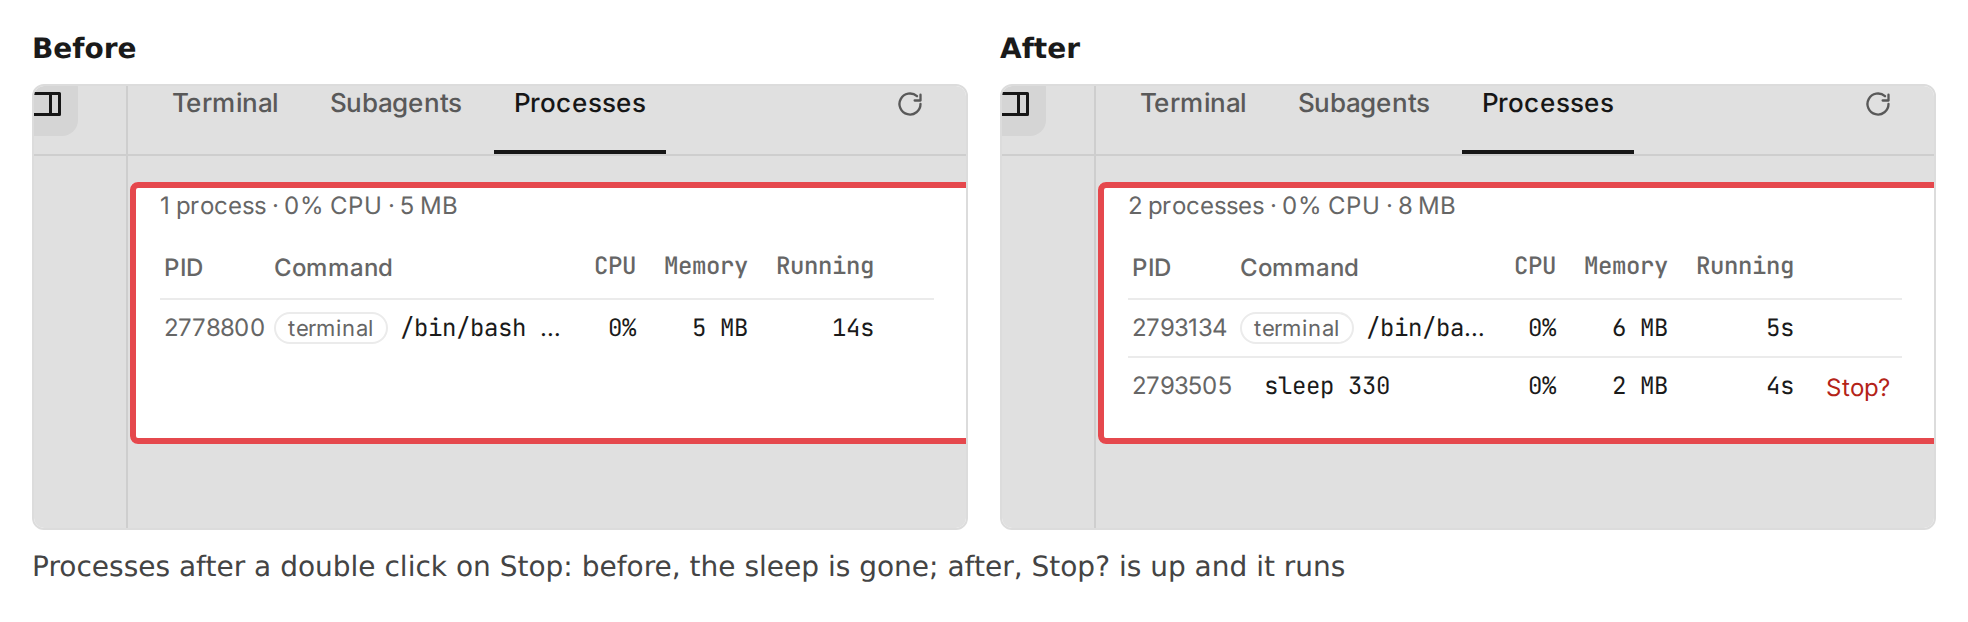 Before
Terminal Subagents Processes
1 process · 0% CPU · 5 MB
PID Command CPU Memory Running
2778800 terminal /bin/bash ... 0% 5 MB 14s
After
Terminal Subagents Processes
2 processes · 0% CPU · 8 MB
PID Command CPU Memory Running
2793134 terminal /bin/ba... 0% 6 MB 5s
2793505 sleep 330 0% 2 MB 4s Stop?
Processes after a double click on Stop: before, the sleep is gone; after, Stop? is up and it runs